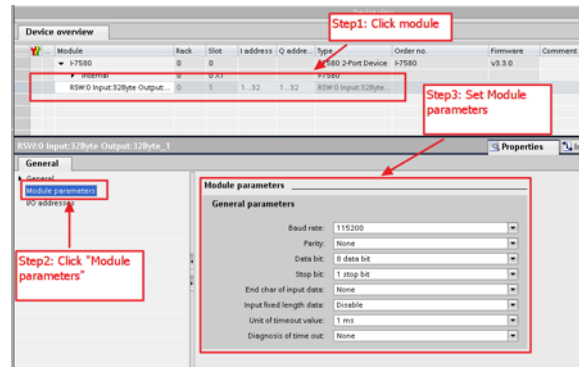 Device view
Step1: Click module
Device overview
... Module Rack Slot I address Q addre... Type Order no. Firmware Comment
I-7580 0 0 I-7580 2-Port Device I-7580 v3.3.0
Internal 0 0 X1 I-7580
RSW:0 Input:32Byte Output:... 0 1 1...32 1...32 RSW:0 Input:32Byte...
Step3: Set Module
parameters
RSW:0 Input:32Byte Output:32Byte_1
Properties
General
General
Module parameters
I/O addresses
Module parameters
General parameters
Baud rate: 115200
Parity: None
Data bit: 8 data bit
Stop bit: 1 stop bit
End char of input data: None
Input fixed length data: Disable
Unit of timeout value: 1 ms
Diagnosis of time out: None
Step2: Click "Module
parameters"